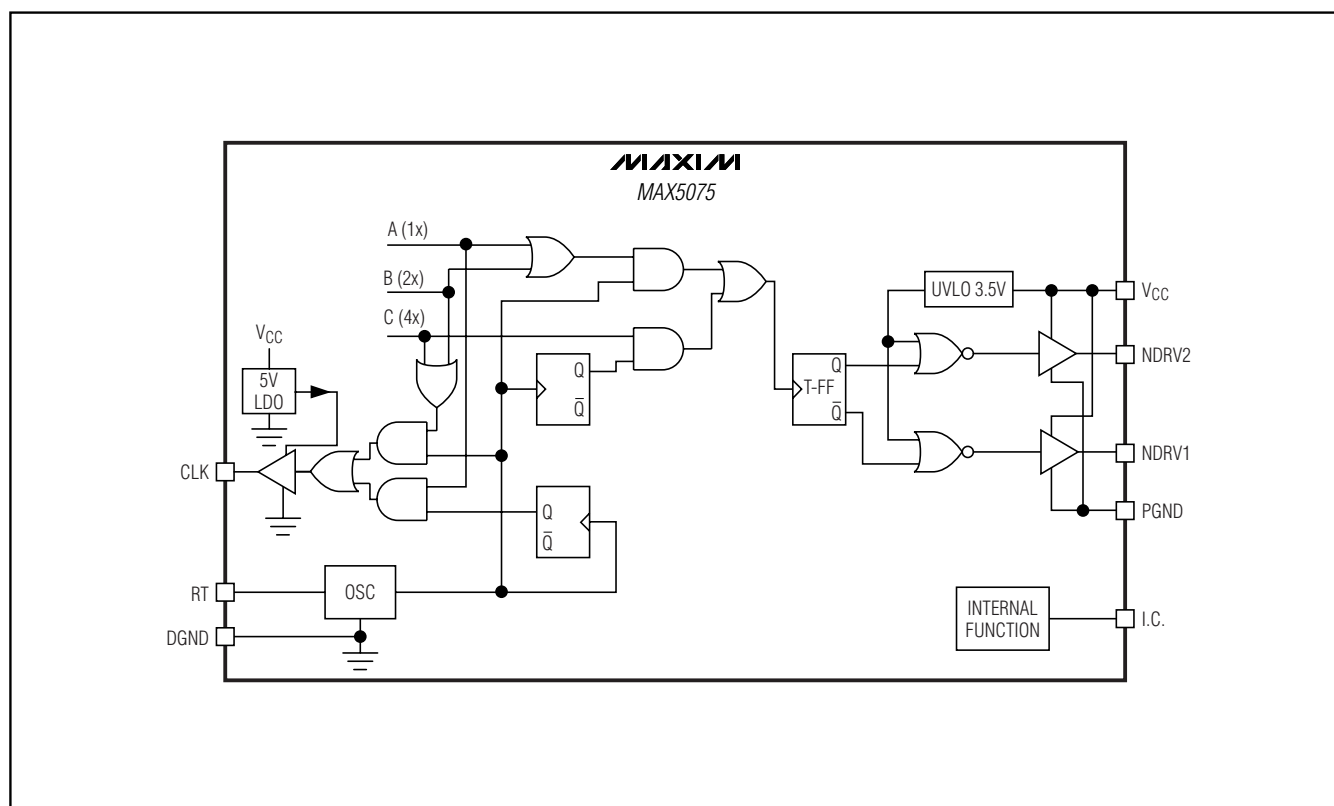 MAXIM
MAX5075
A (1x)
B (2x)
C (4x)
VCC
5V
LDO
CLK
RT
DGND
OSC
Q
Q̅
Q
Q̅
T-FF
Q
Q̅
UVLO 3.5V
VCC
NDRV2
NDRV1
PGND
INTERNAL
FUNCTION
I.C.